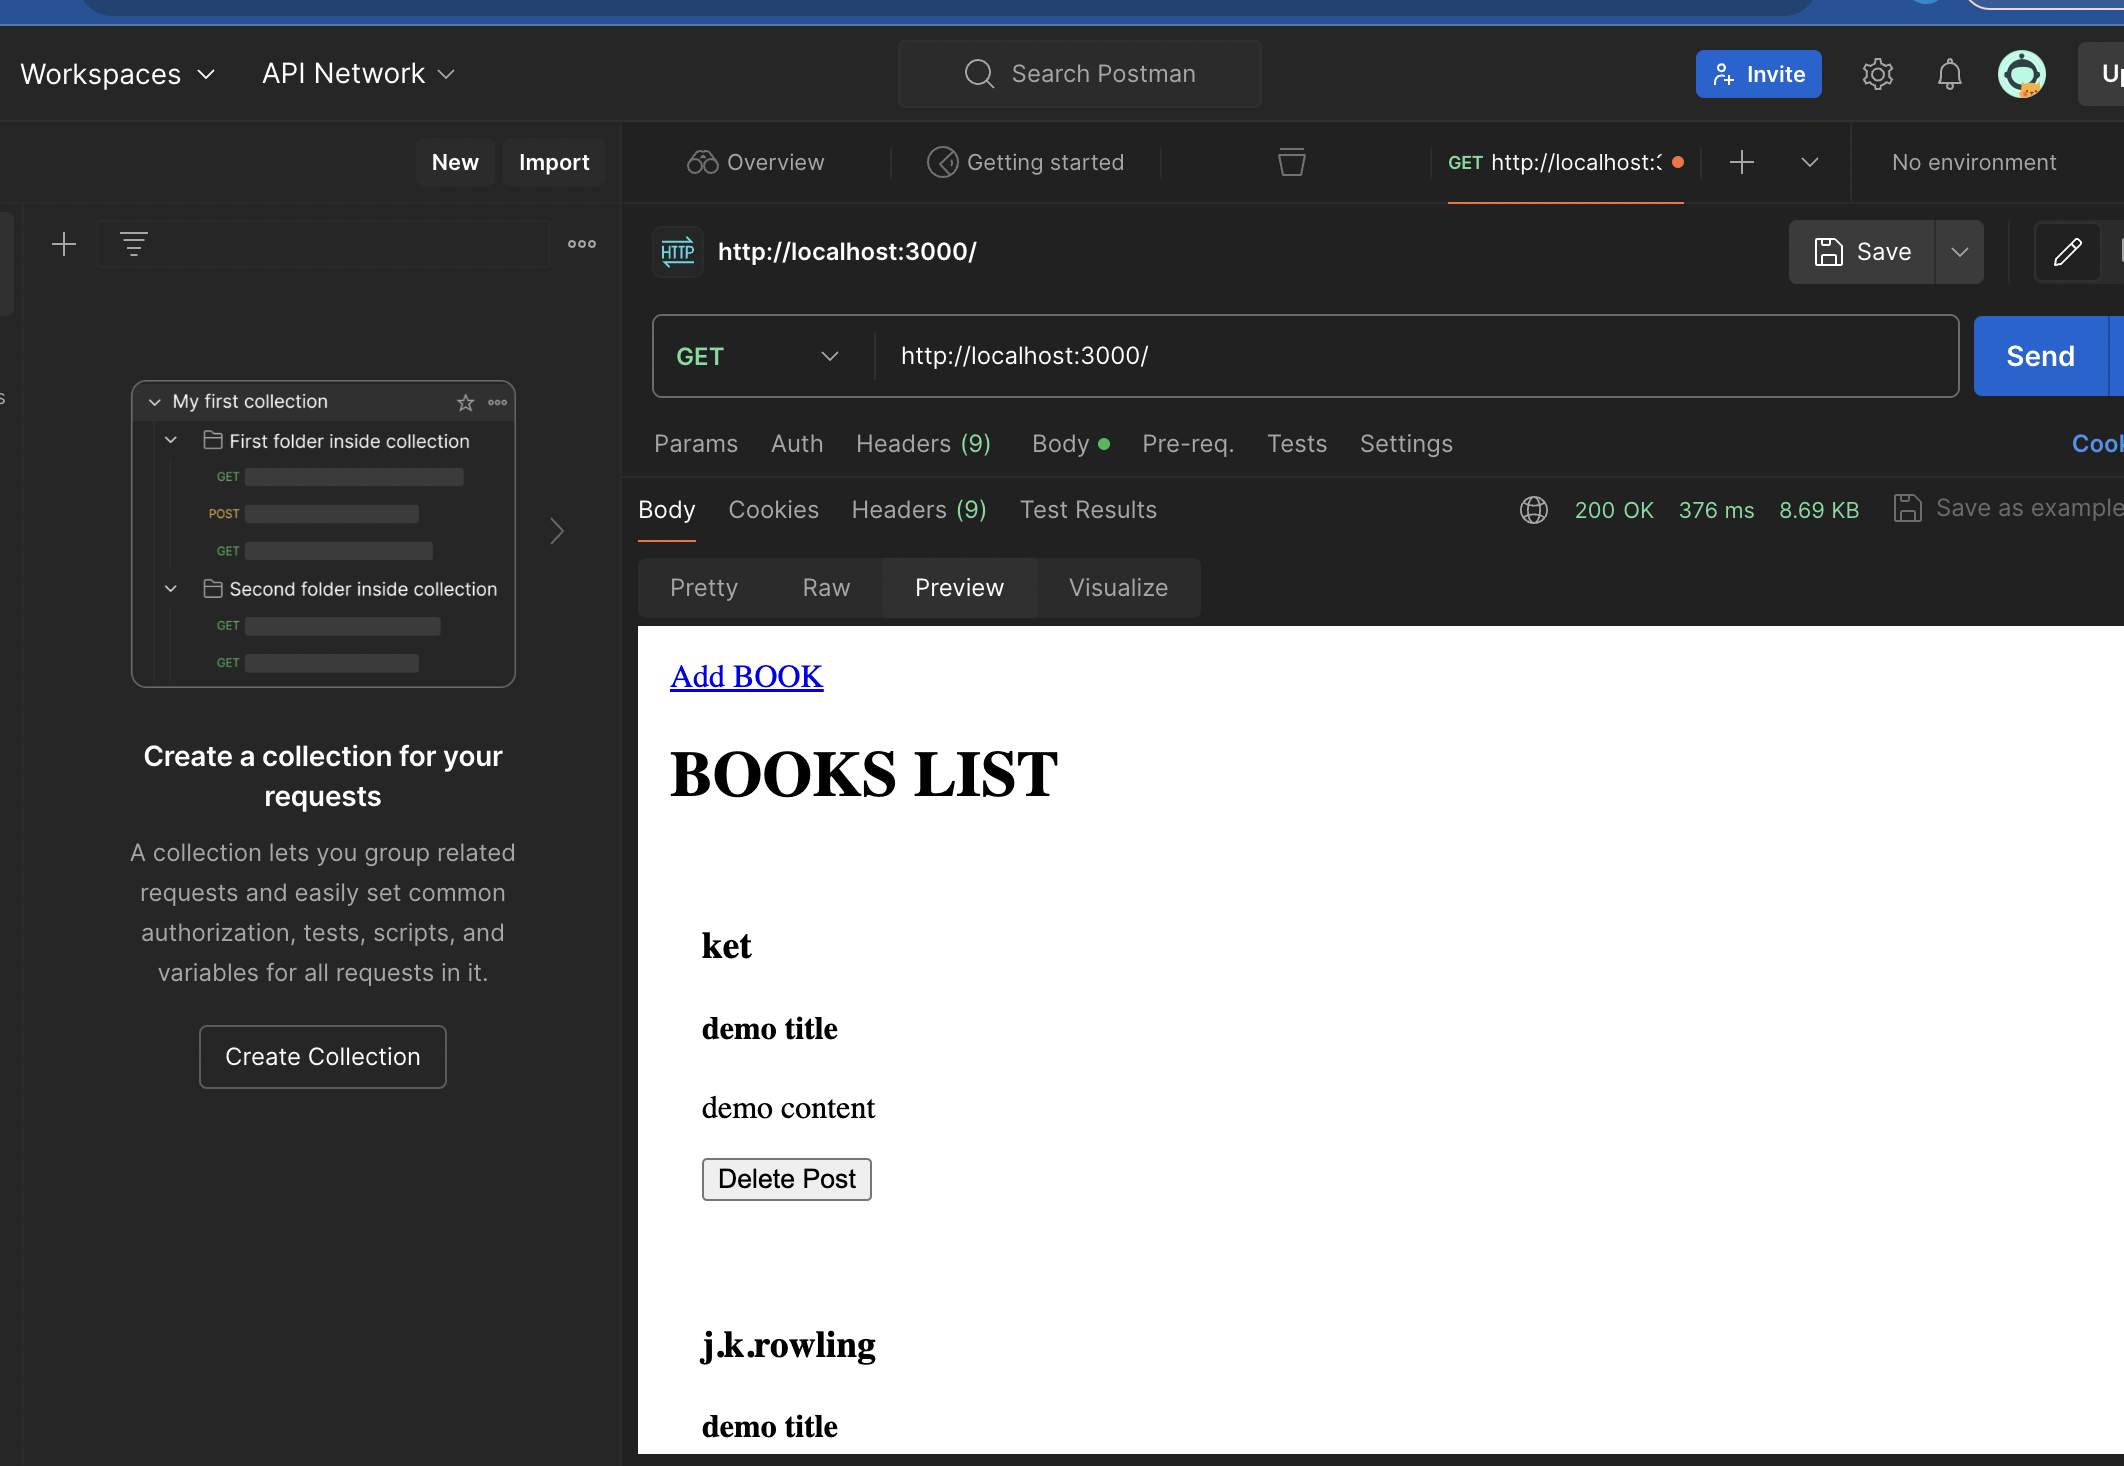 Workspaces
API Network
Search Postman
Invite
New
Import
Overview
Getting started
GET http://localhost:
No environment
HTTP
http://localhost:3000/
Save
GET
http://localhost:3000/
Send
Params
Auth
Headers (9)
Body
Pre-req.
Tests
Settings
Body
Cookies
Headers (9)
Test Results
200 OK
376 ms
8.69 KB
Save as example
Pretty
Raw
Preview
Visualize
My first collection
First folder inside collection
GET
POST
GET
Second folder inside collection
GET
GET
Create a collection for your
requests
A collection lets you group related
requests and easily set common
authorization, tests, scripts, and
variables for all requests in it.
Create Collection
Add BOOK
BOOKS LIST
ket
demo title
demo content
Delete Post
j.k.rowling
demo title